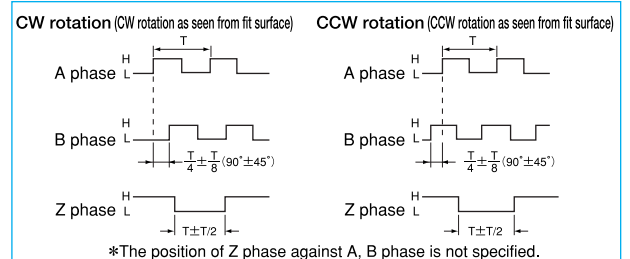 CW rotation (CW rotation as seen from fit surface)
T
A phase H L
B phase H L
T/4±T/8(90°±45°)
Z phase H L
T±T/2
CCW rotation (CCW rotation as seen from fit surface)
T
A phase H L
B phase H L
T/4±T/8(90°±45°)
Z phase H L
T±T/2
*The position of Z phase against A, B phase is not specified.